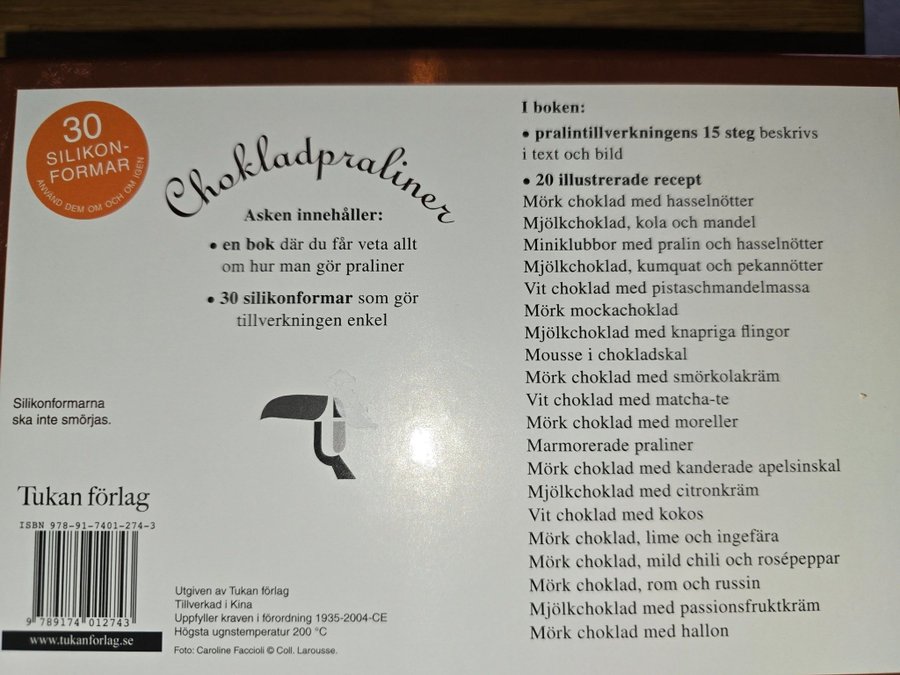 30
SILIKON-
FORMAR
ANVÄND DEM OM OCH OM IGEN
Chokladpraliner
Asken innehåller:
• en bok där du får veta allt
om hur man gör praliner
• 30 silikonformar som gör
tillverkningen enkel
Silikonformarna
ska inte smörjas.
Tukan förlag
ISBN 978-91-7401-274-3
9 789174 012743
www.tukanforlag.se
Utgiven av Tukan förlag
Tillverkad i Kina
Uppfyller kraven i förordning 1935-2004-CE
Högsta ugnstemperatur 200 °C
Foto: Caroline Faccioli © Coll. Larousse.
I boken:
• pralintillverkningens 15 steg beskrivs
i text och bild
• 20 illustrerade recept
Mörk choklad med hasselnötter
Mjölkchoklad, kola och mandel
Miniklubbor med pralin och hasselnötter
Mjölkchoklad, kumquat och pekannötter
Vit choklad med pistaschmandelmassa
Mörk mockachoklad
Mjölkchoklad med knapriga flingor
Mousse i chokladskal
Mörk choklad med smörkolakräm
Vit choklad med matcha-te
Mörk choklad med moreller
Marmorerade praliner
Mörk choklad med kanderade apelsinskal
Mjölkchoklad med citronkräm
Vit choklad med kokos
Mörk choklad, lime och ingefära
Mörk choklad, mild chili och rosépeppar
Mörk choklad, rom och russin
Mjölkchoklad med passionsfruktkräm
Mörk choklad med hallon